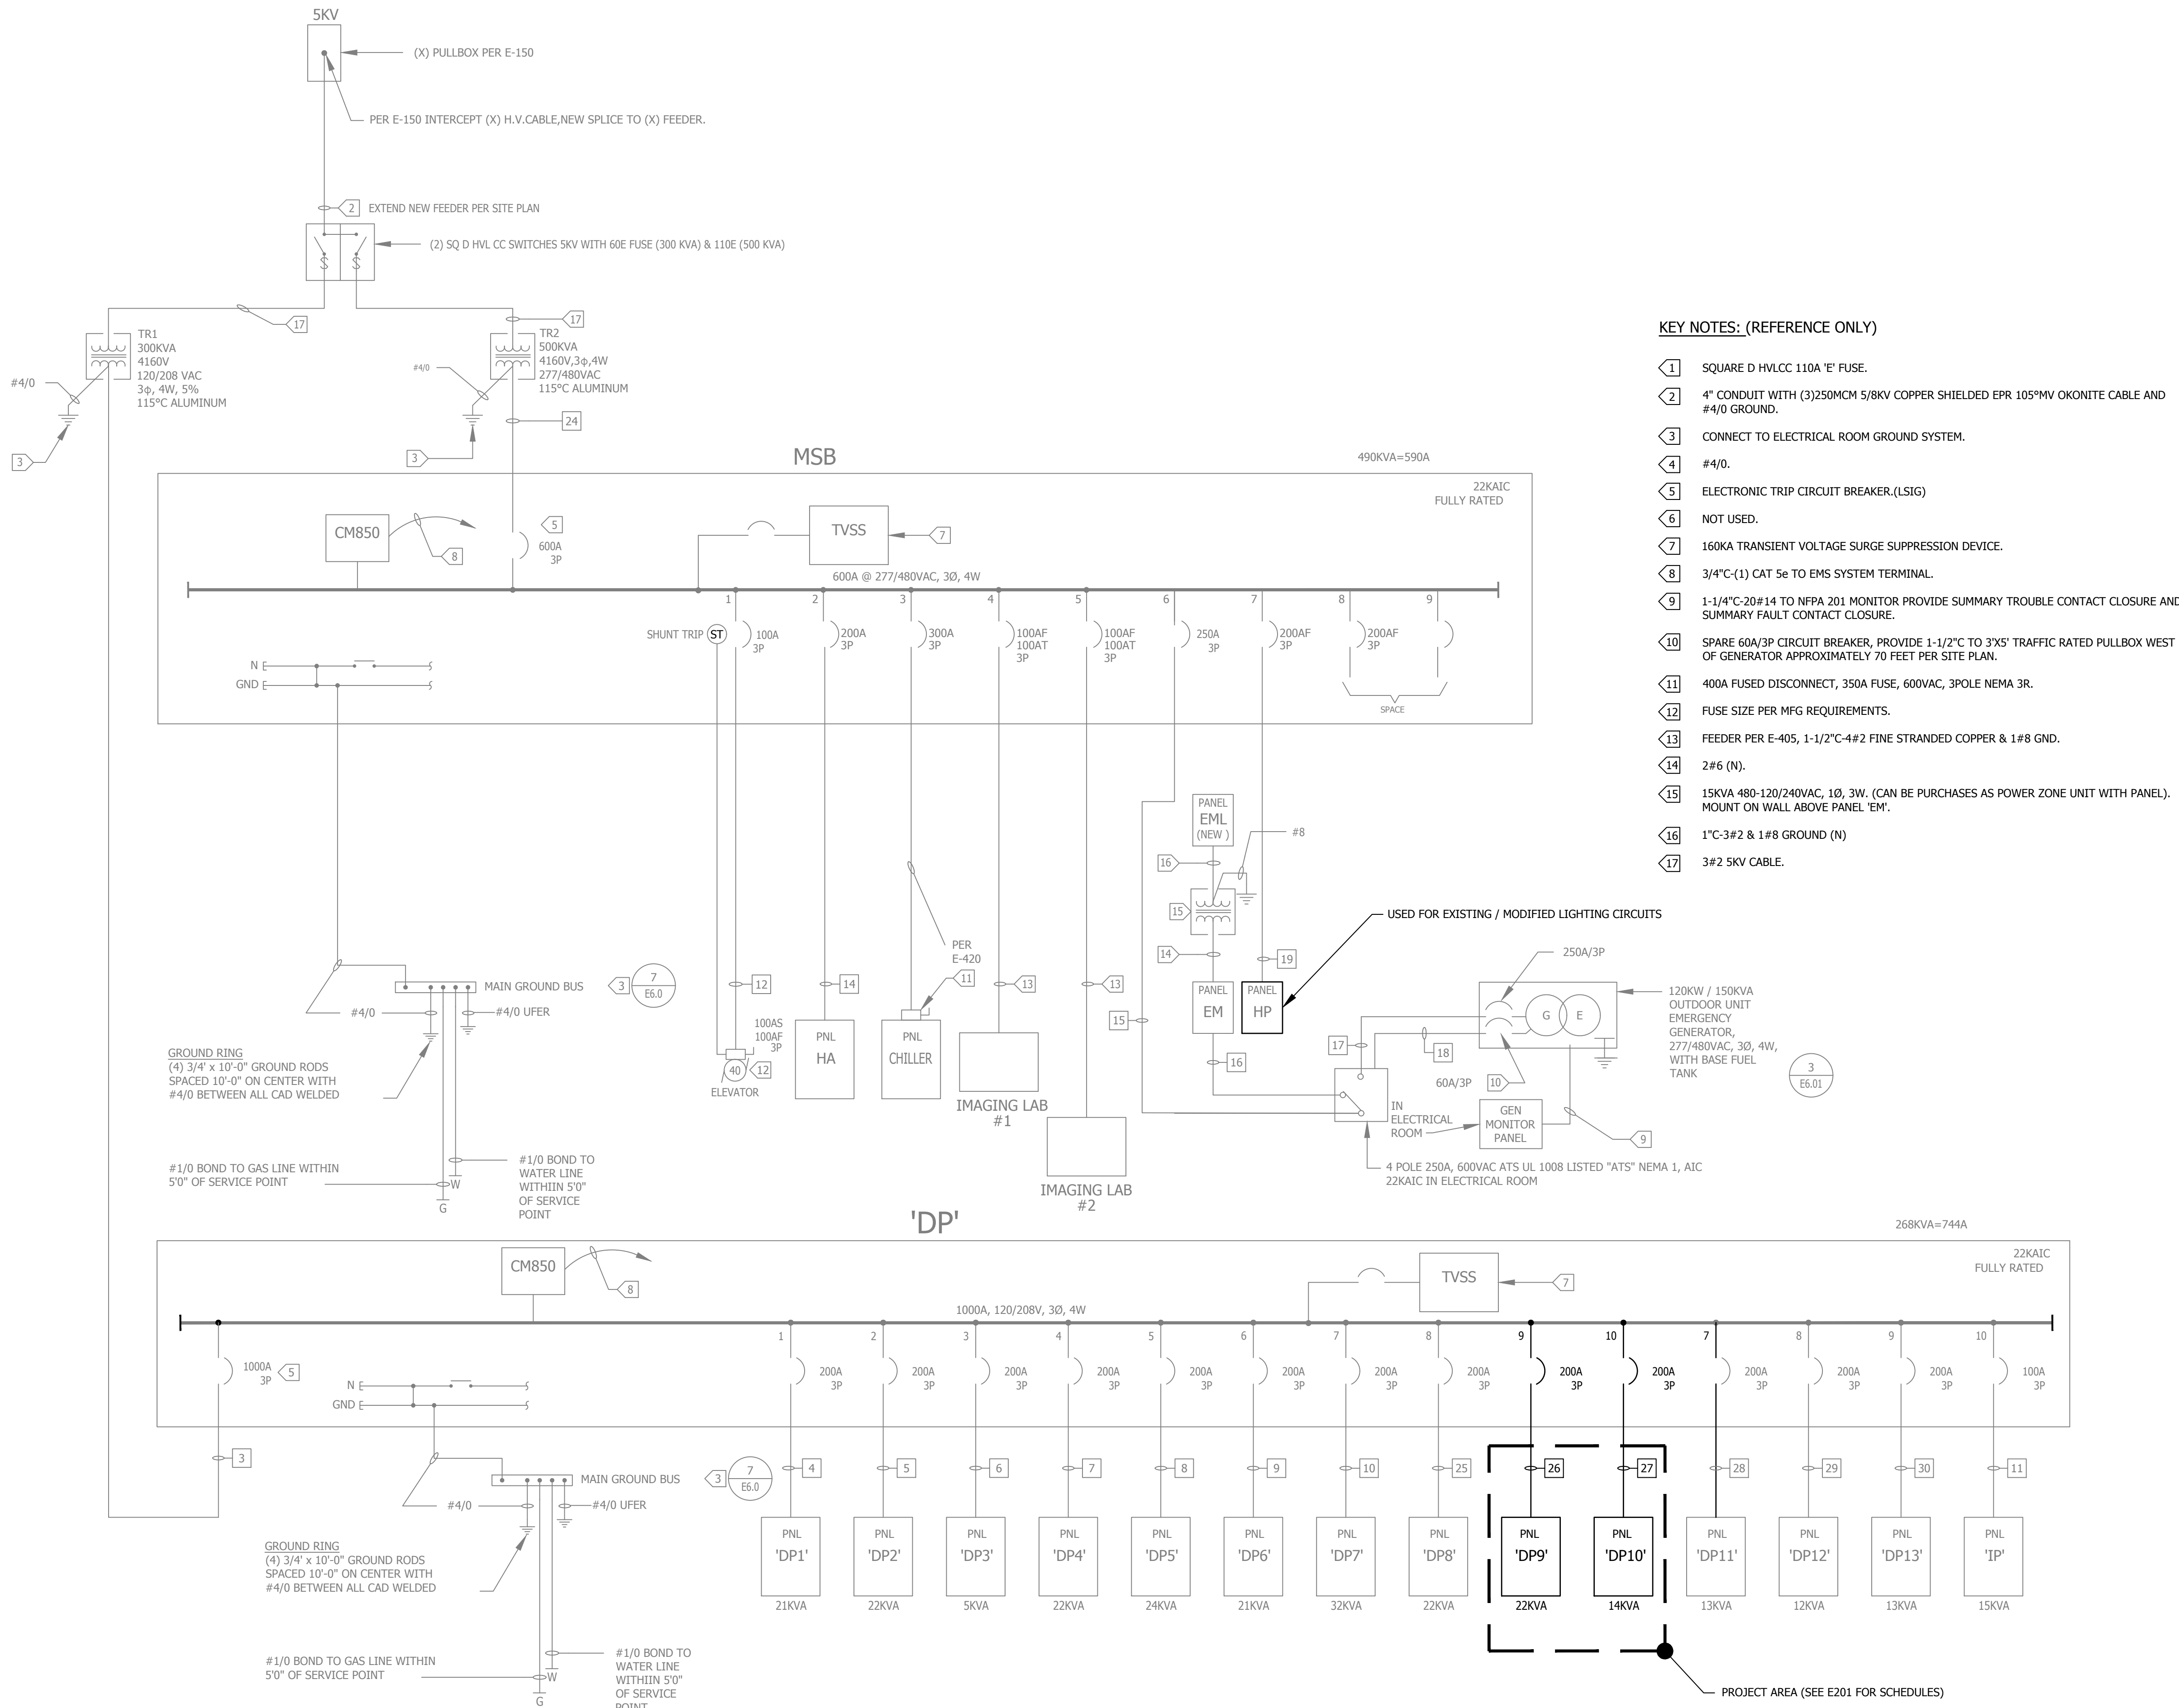 5KV
(X) PULLBOX PER E-150
PER E-150 INTERCEPT (X) H.V.CABLE,NEW SPLICE TO (X) FEEDER.
2
EXTEND NEW FEEDER PER SITE PLAN
(2) SQ D HVL CC SWITCHES 5KV WITH 60E FUSE (300 KVA) & 110E (500 KVA)
17
17
TR1
300KVA
4160V
120/208 VAC
3φ, 4W, 5%
115°C ALUMINUM
#4/0
3
TR2
500KVA
4160V,3φ,4W
277/480VAC
115°C ALUMINUM
#4/0
24
3
MSB
490KVA=590A
22KAIC
FULLY RATED
CM850
8
5
600A
3P
TVSS
7
600A @ 277/480VAC, 3Ø, 4W
1
2
3
4
5
6
7
8
9
SHUNT TRIP
ST
100A
3P
200A
3P
300A
3P
100AF
100AT
3P
100AF
100AT
3P
250A
3P
200AF
3P
200AF
3P
SPACE
N
GND
PANEL
EML
(NEW )
#8
16
15
14
PANEL
EM
PANEL
HP
19
USED FOR EXISTING / MODIFIED LIGHTING CIRCUITS
PER
E-420
11
12
14
13
13
15
16
100AS
100AF
3P
40
12
ELEVATOR
PNL
HA
PNL
CHILLER
IMAGING LAB
#1
IMAGING LAB
#2
250A/3P
G
E
120KW / 150KVA
OUTDOOR UNIT
EMERGENCY
GENERATOR,
277/480VAC, 3Ø, 4W,
WITH BASE FUEL
TANK
3
E6.01
17
18
60A/3P
10
IN
ELECTRICAL
ROOM
GEN
MONITOR
PANEL
9
4 POLE 250A, 600VAC ATS UL 1008 LISTED "ATS" NEMA 1, AIC
22KAIC IN ELECTRICAL ROOM
MAIN GROUND BUS
3
7
E6.0
#4/0
#4/0 UFER
GROUND RING
(4) 3/4' x 10'-0" GROUND RODS
SPACED 10'-0" ON CENTER WITH
#4/0 BETWEEN ALL CAD WELDED
#1/0 BOND TO GAS LINE WITHIN
5'0" OF SERVICE POINT
W
G
#1/0 BOND TO
WATER LINE
WITHIIN 5'0"
OF SERVICE
POINT
KEY NOTES: (REFERENCE ONLY)
1 SQUARE D HVLCC 110A 'E' FUSE.
2 4" CONDUIT WITH (3)250MCM 5/8KV COPPER SHIELDED EPR 105°MV OKONITE CABLE AND
#4/0 GROUND.
3 CONNECT TO ELECTRICAL ROOM GROUND SYSTEM.
4 #4/0.
5 ELECTRONIC TRIP CIRCUIT BREAKER.(LSIG)
6 NOT USED.
7 160KA TRANSIENT VOLTAGE SURGE SUPPRESSION DEVICE.
8 3/4"C-(1) CAT 5e TO EMS SYSTEM TERMINAL.
9 1-1/4"C-20#14 TO NFPA 201 MONITOR PROVIDE SUMMARY TROUBLE CONTACT CLOSURE AND
SUMMARY FAULT CONTACT CLOSURE.
10 SPARE 60A/3P CIRCUIT BREAKER, PROVIDE 1-1/2"C TO 3'X5' TRAFFIC RATED PULLBOX WEST
OF GENERATOR APPROXIMATELY 70 FEET PER SITE PLAN.
11 400A FUSED DISCONNECT, 350A FUSE, 600VAC, 3POLE NEMA 3R.
12 FUSE SIZE PER MFG REQUIREMENTS.
13 FEEDER PER E-405, 1-1/2"C-4#2 FINE STRANDED COPPER & 1#8 GND.
14 2#6 (N).
15 15KVA 480-120/240VAC, 1Ø, 3W. (CAN BE PURCHASES AS POWER ZONE UNIT WITH PANEL).
MOUNT ON WALL ABOVE PANEL 'EM'.
16 1"C-3#2 & 1#8 GROUND (N)
17 3#2 5KV CABLE.
'DP'
268KVA=744A
22KAIC
FULLY RATED
CM850
8
TVSS
7
1000A, 120/208V, 3Ø, 4W
1000A
3P
5
N
GND
1
2
3
4
5
6
7
8
9
10
7
8
9
10
200A
3P
200A
3P
200A
3P
200A
3P
200A
3P
200A
3P
200A
3P
200A
3P
200A
3P
200A
3P
200A
3P
200A
3P
200A
3P
100A
3P
3
MAIN GROUND BUS
3
7
E6.0
4
5
6
7
8
9
10
25
26
27
28
29
30
11
#4/0
#4/0 UFER
GROUND RING
(4) 3/4' x 10'-0" GROUND RODS
SPACED 10'-0" ON CENTER WITH
#4/0 BETWEEN ALL CAD WELDED
#1/0 BOND TO GAS LINE WITHIN
5'0" OF SERVICE POINT
W
G
#1/0 BOND TO
WATER LINE
WITHIIN 5'0"
OF SERVICE
POINT
PNL
'DP1'
21KVA
PNL
'DP2'
22KVA
PNL
'DP3'
5KVA
PNL
'DP4'
22KVA
PNL
'DP5'
24KVA
PNL
'DP6'
21KVA
PNL
'DP7'
32KVA
PNL
'DP8'
22KVA
PNL
'DP9'
22KVA
PNL
'DP10'
14KVA
PNL
'DP11'
13KVA
PNL
'DP12'
12KVA
PNL
'DP13'
13KVA
PNL
'IP'
15KVA
PROJECT AREA (SEE E201 FOR SCHEDULES)